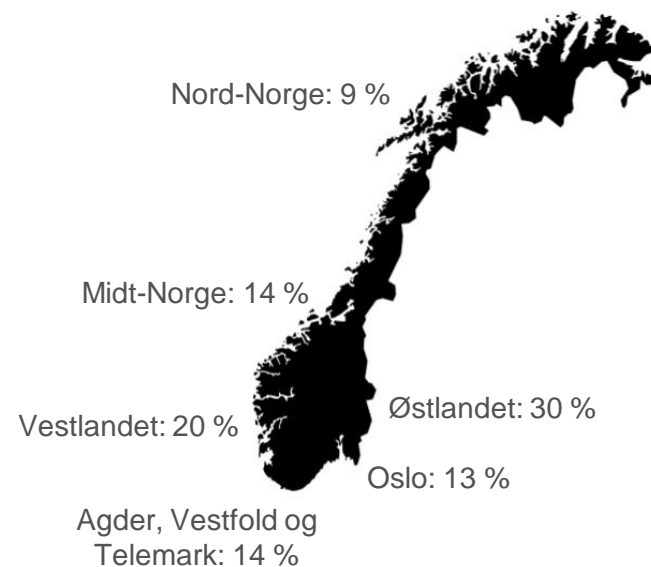 Nord-Norge: 9 %
Midt-Norge: 14 %
Østlandet: 30 %
Vestlandet: 20 %
Oslo: 13 %
Agder, Vestfold og
Telemark: 14 %